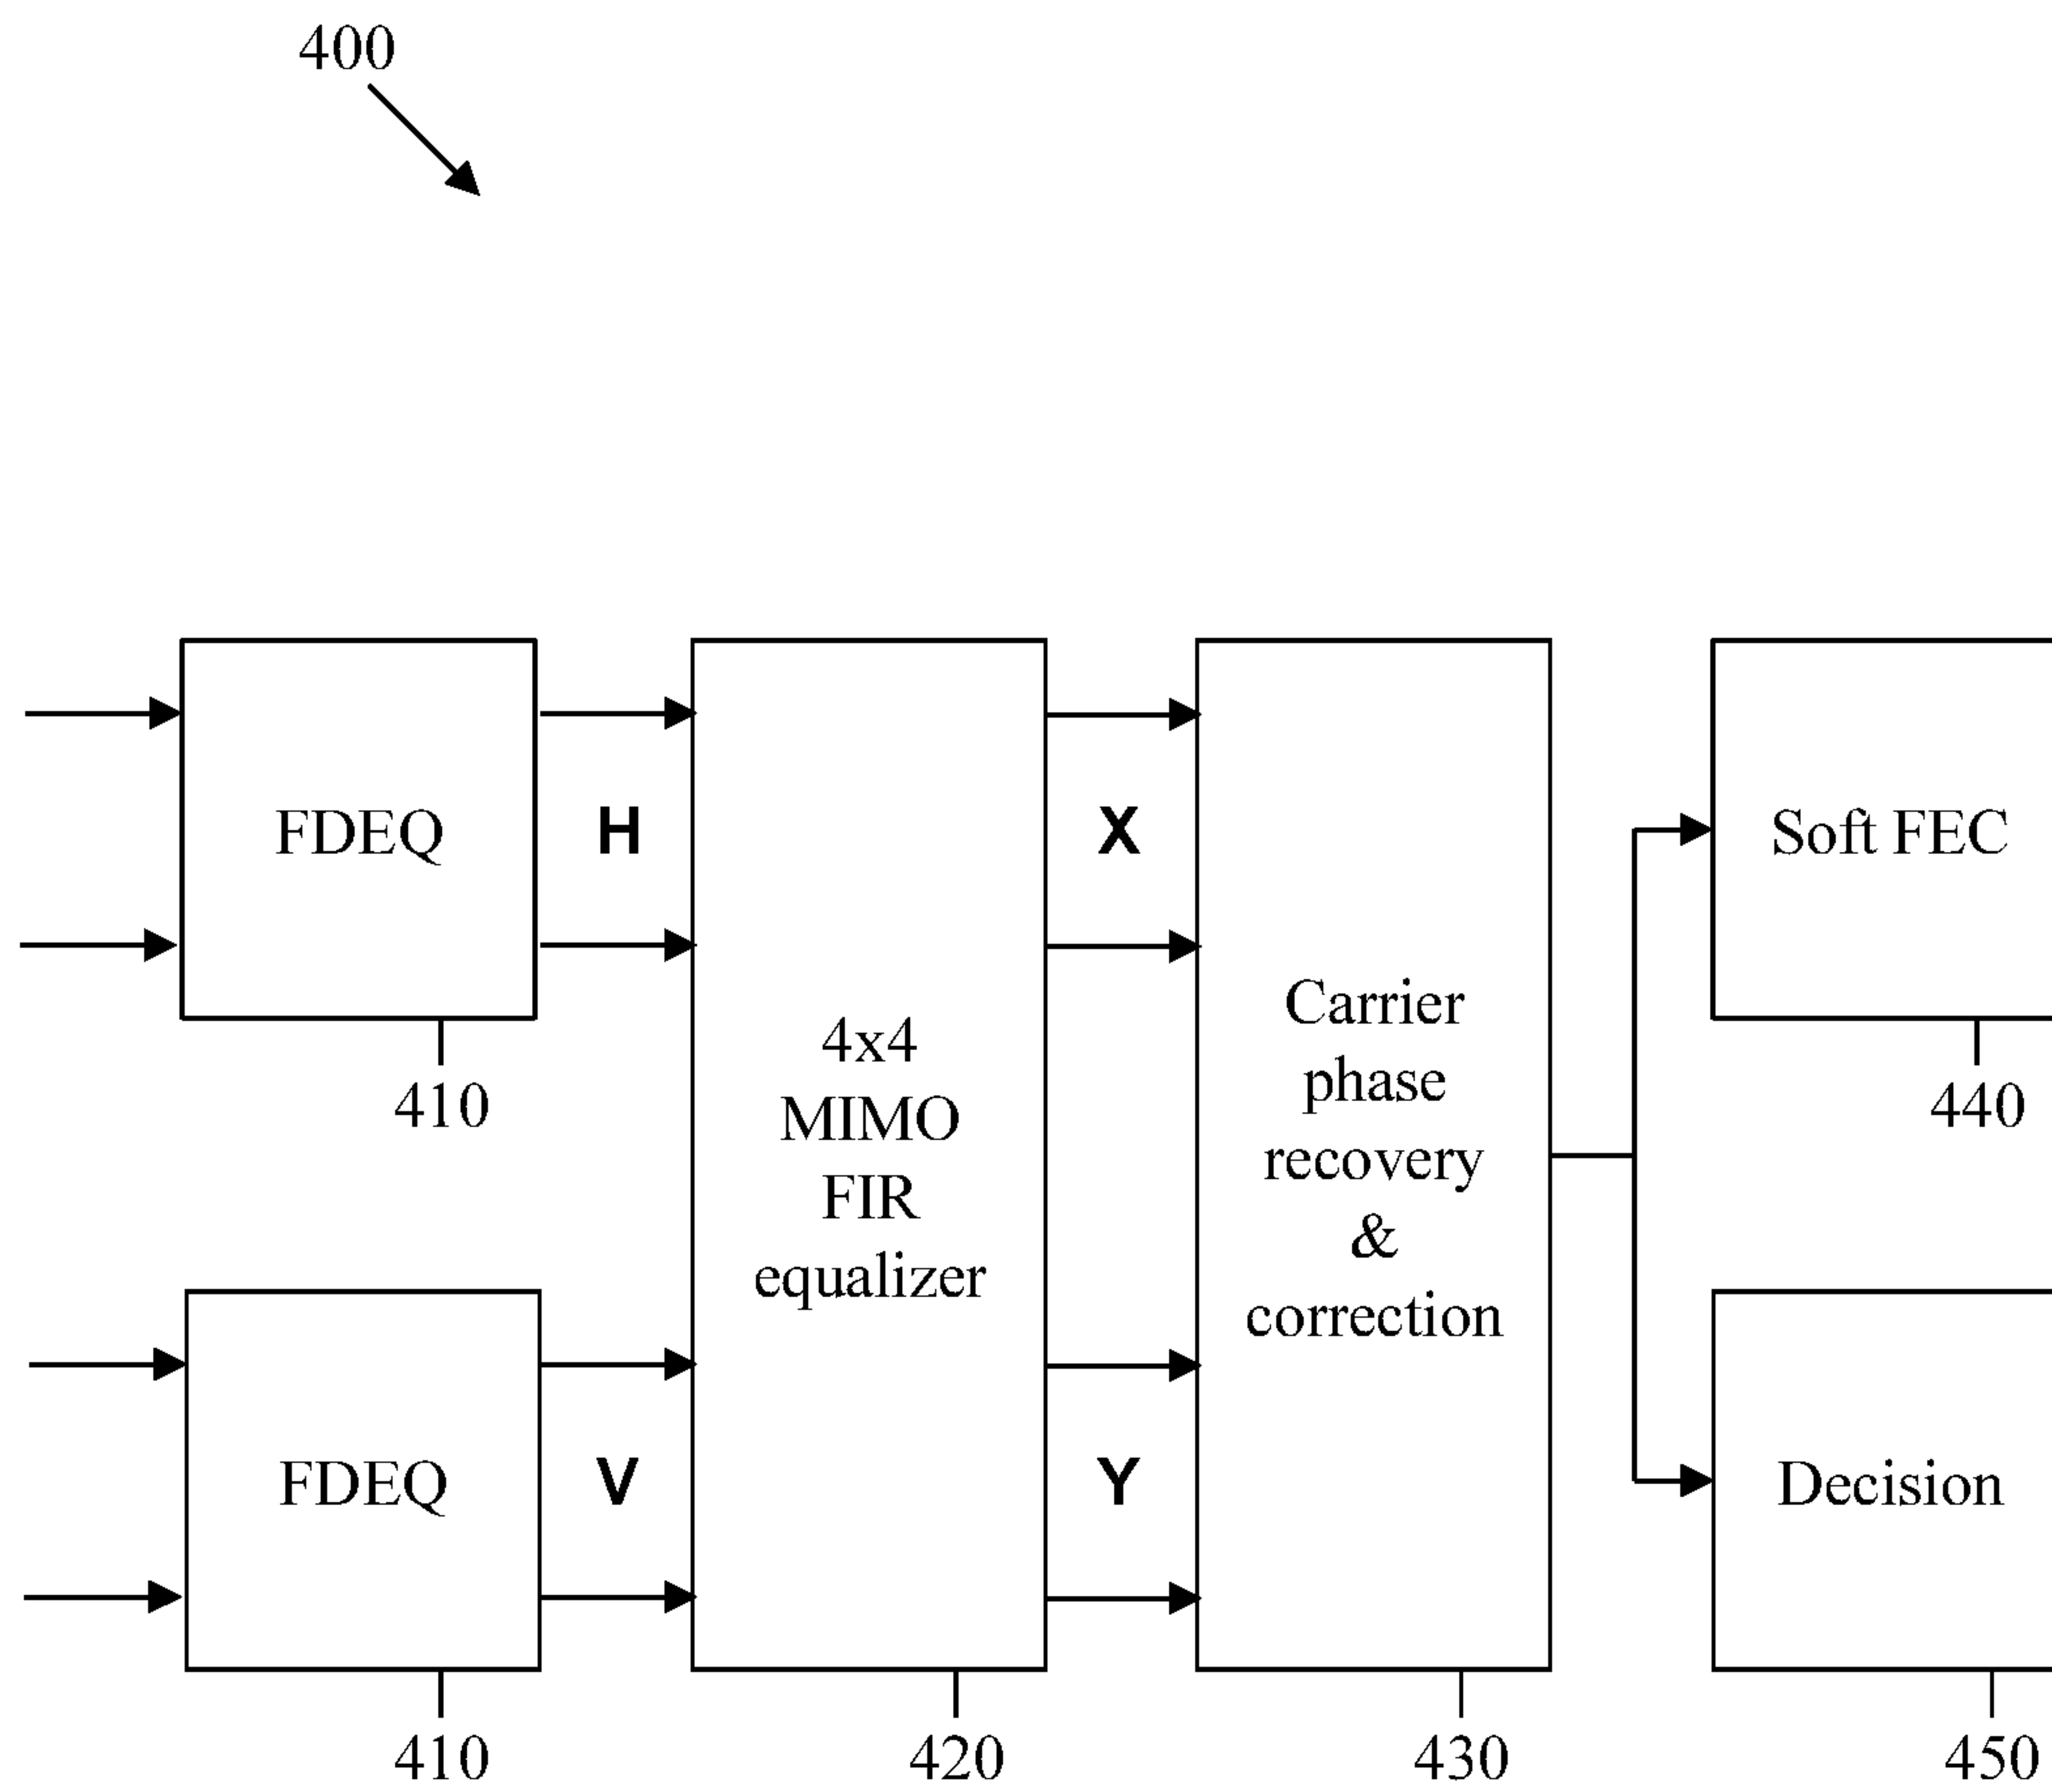 400
FDEQ
H
X
Soft FEC
410
440
4x4
MIMO
FIR
equalizer
Carrier
phase
recovery
&
correction
FDEQ
V
Y
Decision
410
420
430
450